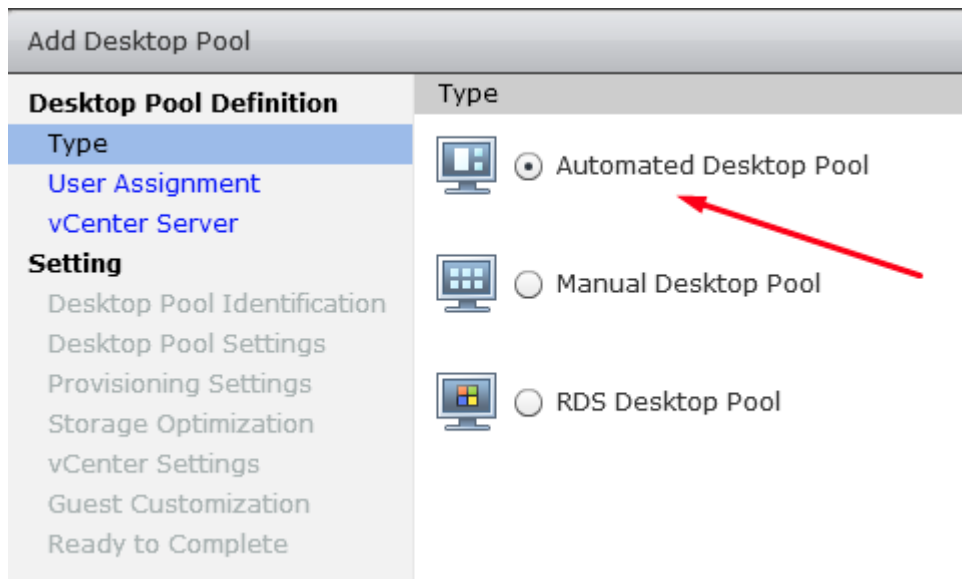 Add Desktop Pool
Desktop Pool Definition
Type
User Assignment
vCenter Server
Setting
Desktop Pool Identification
Desktop Pool Settings
Provisioning Settings
Storage Optimization
vCenter Settings
Guest Customization
Ready to Complete
Type
Automated Desktop Pool
Manual Desktop Pool
RDS Desktop Pool